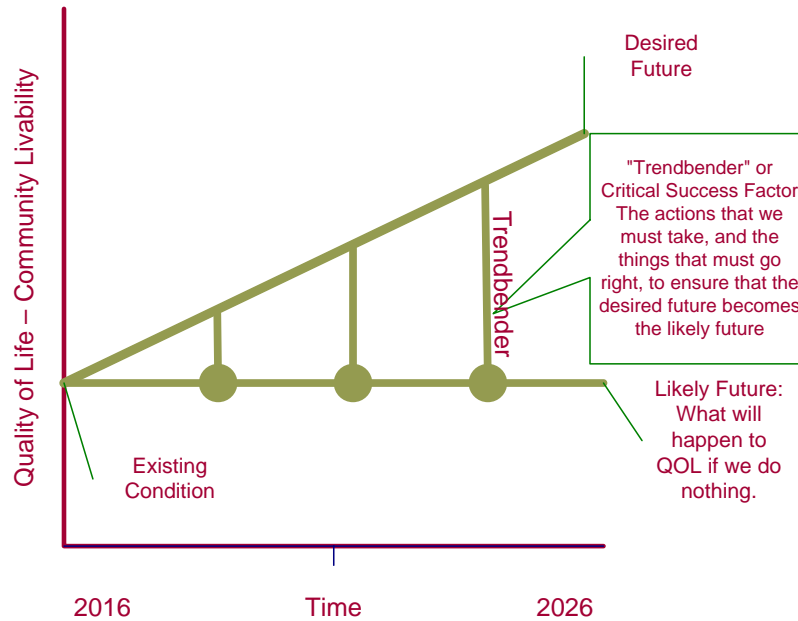 Desired
Future
Quality of Life – Community Livability
"Trendbender" or
Critical Success Factor
The actions that we
must take, and the
things that must go
right, to ensure that the
desired future becomes
the likely future
Trendbender
Likely Future:
What will
happen to
QOL if we do
nothing.
Existing
Condition
2016
Time
2026